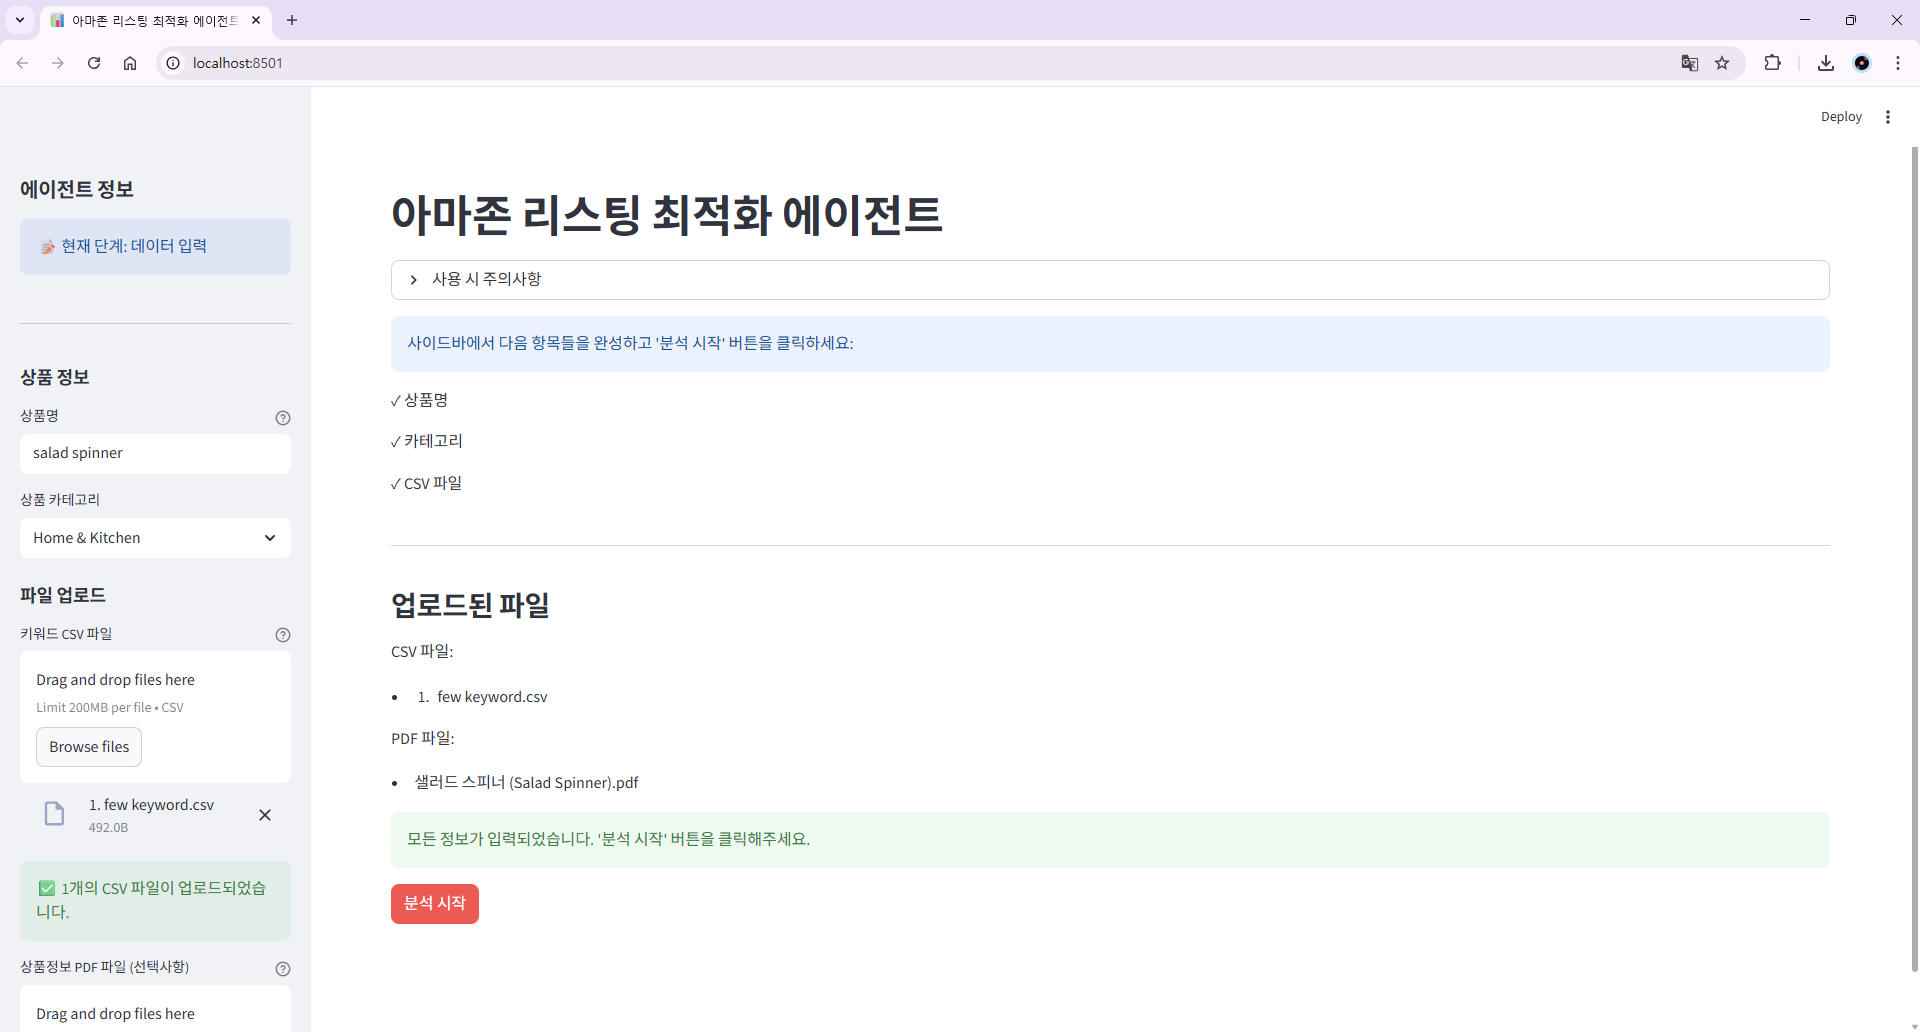 아마존 리스팅 최적화 에이전트
localhost:8501
Deploy
에이전트 정보
현재 단계: 데이터 입력
상품 정보
상품명
salad spinner
상품 카테고리
Home & Kitchen
파일 업로드
키워드 CSV 파일
Drag and drop files here
Limit 200MB per file • CSV
Browse files
1. few keyword.csv
492.0B
✅ 1개의 CSV 파일이 업로드되었습
니다.
상품정보 PDF 파일 (선택사항)
Drag and drop files here
아마존 리스팅 최적화 에이전트
사용 시 주의사항
사이드바에서 다음 항목들을 완성하고 '분석 시작' 버튼을 클릭하세요:
✓ 상품명
✓ 카테고리
✓ CSV 파일
업로드된 파일
CSV 파일:
• 1. few keyword.csv
PDF 파일:
• 샐러드 스피너 (Salad Spinner).pdf
모든 정보가 입력되었습니다. '분석 시작' 버튼을 클릭해주세요.
분석 시작